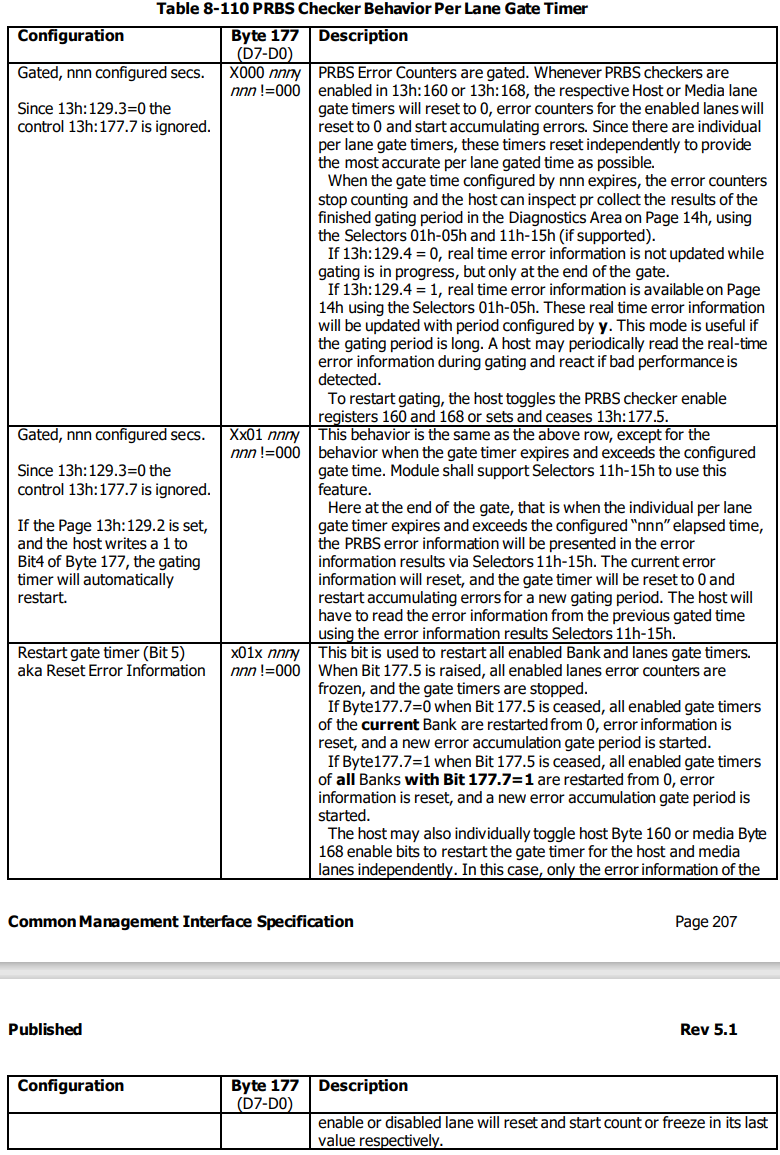 Table 8-110 PRBS Checker Behavior Per Lane Gate Timer
Configuration
Byte 177
(D7-D0)
Description
Gated, nnn configured secs.
Since 13h:129.3=0 the
control 13h:177.7 is ignored.
X000 nnny
nnn !=000
PRBS Error Counters are gated. Whenever PRBS checkers are
enabled in 13h:160 or 13h:168, the respective Host or Media lane
gate timers will reset to 0, error counters for the enabled lanes will
reset to 0 and start accumulating errors. Since there are individual
per lane gate timers, these timers reset independently to provide
the most accurate per lane gated time as possible.
When the gate time configured by nnn expires, the error counters
stop counting and the host can inspect pr collect the results of the
finished gating period in the Diagnostics Area on Page 14h, using
the Selectors 01h-05h and 11h-15h (if supported).
If 13h:129.4 = 0, real time error information is not updated while
gating is in progress, but only at the end of the gate.
If 13h:129.4 = 1, real time error information is available on Page
14h using the Selectors 01h-05h. These real time error information
will be updated with period configured by y. This mode is useful if
the gating period is long. A host may periodically read the real-time
error information during gating and react if bad performance is
detected.
To restart gating, the host toggles the PRBS checker enable
registers 160 and 168 or sets and ceases 13h:177.5.
Gated, nnn configured secs.
Since 13h:129.3=0 the
control 13h:177.7 is ignored.
If the Page 13h:129.2 is set,
and the host writes a 1 to
Bit4 of Byte 177, the gating
timer will automatically
restart.
Xx01 nnny
nnn !=000
This behavior is the same as the above row, except for the
behavior when the gate timer expires and exceeds the configured
gate time. Module shall support Selectors 11h-15h to use this
feature.
Here at the end of the gate, that is when the individual per lane
gate timer expires and exceeds the configured “nnn” elapsed time,
the PRBS error information will be presented in the error
information results via Selectors 11h-15h. The current error
information will reset, and the gate timer will be reset to 0 and
restart accumulating errors for a new gating period. The host will
have to read the error information from the previous gated time
using the error information results Selectors 11h-15h.
Restart gate timer (Bit 5)
aka Reset Error Information
x01x nnny
nnn !=000
This bit is used to restart all enabled Bank and lanes gate timers.
When Bit 177.5 is raised, all enabled lanes error counters are
frozen, and the gate timers are stopped.
If Byte177.7=0 when Bit 177.5 is ceased, all enabled gate timers
of the current Bank are restarted from 0, error information is
reset, and a new error accumulation gate period is started.
If Byte177.7=1 when Bit 177.5 is ceased, all enabled gate timers
of all Banks with Bit 177.7=1 are restarted from 0, error
information is reset, and a new error accumulation gate period is
started.
The host may also individually toggle host Byte 160 or media Byte
168 enable bits to restart the gate timer for the host and media
lanes independently. In this case, only the error information of the
Common Management Interface Specification
Page 207
Published
Rev 5.1
Configuration
Byte 177
(D7-D0)
Description
enable or disabled lane will reset and start count or freeze in its last
value respectively.